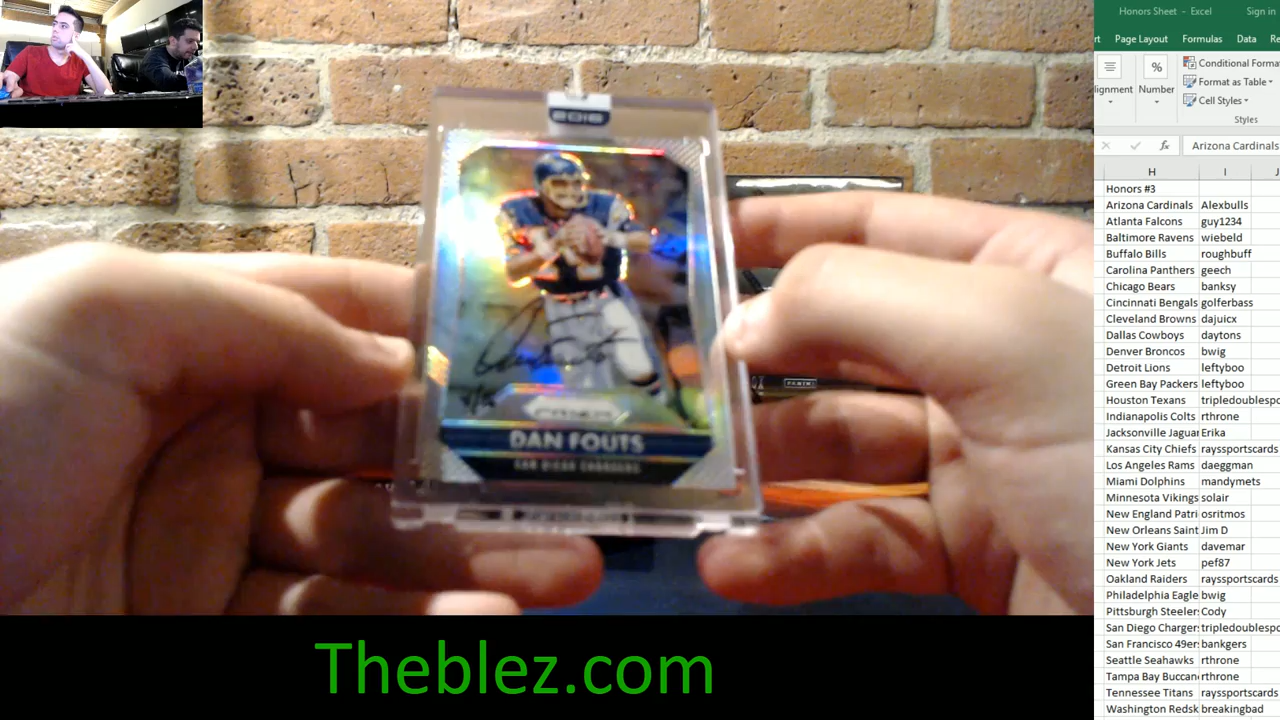 Honors Sheet - Excel
Sign in
Page Layout Formulas Data
%
Conditional Format
Format as Table
Cell Styles
Number
Styles
fx Arizona Cardinals
H I J
Honors #3
Arizona Cardinals Alexbulls
Atlanta Falcons guy1234
Baltimore Ravens wiebeld
Buffalo Bills roughbuff
Carolina Panthers geech
Chicago Bears banksy
Cincinnati Bengals golferbass
Cleveland Browns dajuicx
Dallas Cowboys daytons
Denver Broncos bwig
Detroit Lions leftyboo
Green Bay Packers leftyboo
Houston Texans tripledoublespo
Indianapolis Colts rthrone
Jacksonville Jaguar Erika
Kansas City Chiefs rayssportscards
Los Angeles Rams daeggman
Miami Dolphins mandymets
Minnesota Vikings solair
New England Patri osritmos
New Orleans Saint Jim D
New York Giants davemar
New York Jets pef87
Oakland Raiders rayssportscards
Philadelphia Eagle bwig
Pittsburgh Steelers Cody
San Diego Charger tripledoublespo
San Francisco 49er bankgers
Seattle Seahawks rthrone
Tampa Bay Buccan rthrone
Tennessee Titans rayssportscards
Washington Redsk breakingbad
2016
PRIZM
DAN FOUTS
SAN DIEGO CHARGERS
PANINI
Theblez.com